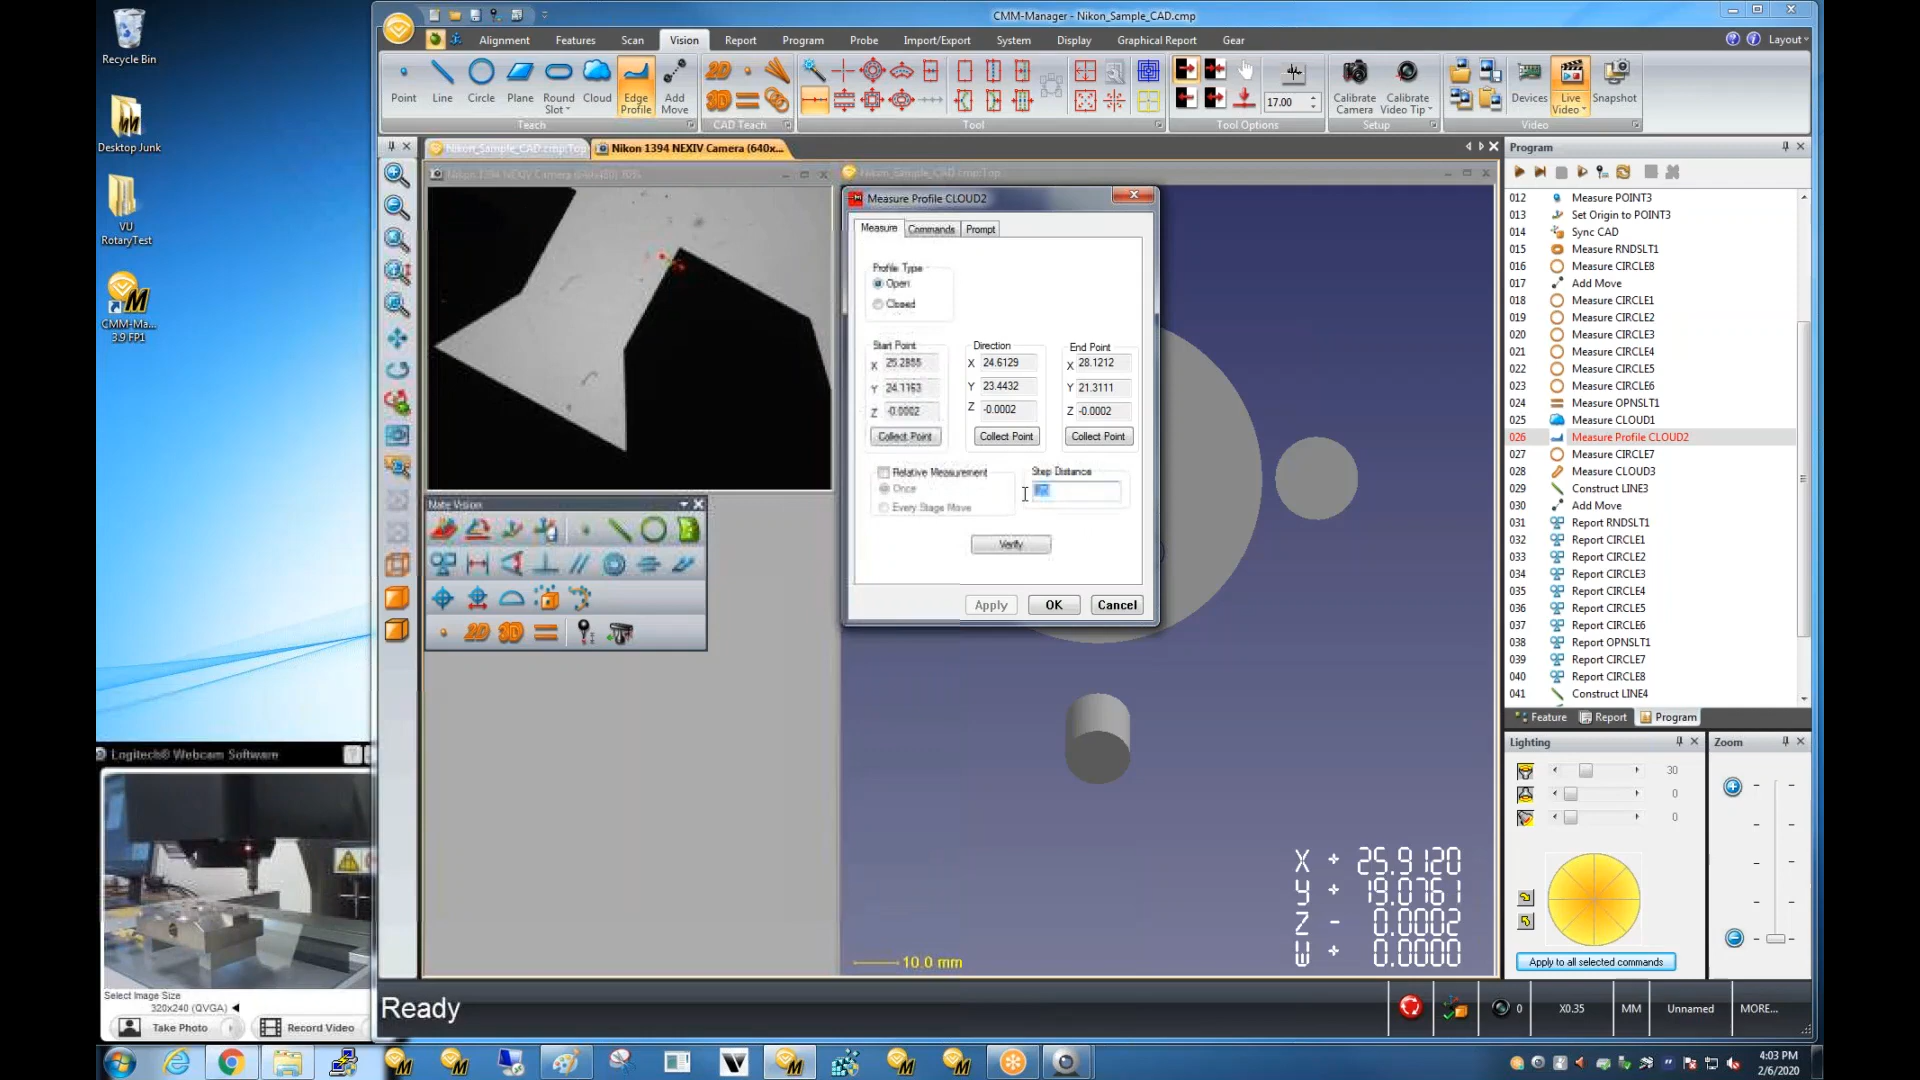 Recycle Bin
Desktop Junk
VU
RotaryTest
CMM-Ma...
3.9 FP1
CMM-Manager - Nikon_Sample_CAD.cmp
Alignment Features Scan Vision Report Program Probe Import/Export System Display Graphical Report Gear
Layout
Point Line Circle Plane Round Slot Cloud Edge Profile Add Move
Teach
2D
3D
CAD Teach
Tool
17.00
Tool Options
Calibrate Camera
Calibrate Video Tip
Setup
Devices Live Video Snapshot
Video
Nikon_Sample_CAD.cmp:Top
Nikon 1394 NEXIV Camera (640x...
Nikon_Sample_CAD.cmp:Top
Measure Profile CLOUD2
Measure Commands Prompt
Profile Type
Open
Closed
Start Point
X
Y
Z -0.0002
Collect Point
Direction
X 24.6129
Y 23.4432
Z -0.0002
Collect Point
End Point
X 28.1212
Y 21.3111
Z -0.0002
Collect Point
Relative Measurement
Once
Every Stage Move
Step Distance
Verify
Apply OK Cancel
Mate Vision
2D 3D
X + 25.9120
Y + 19.0761
Z - 0.0002
W + 0.0000
10.0 mm
Program
012 Measure POINT3
013 Set Origin to POINT3
014 Sync CAD
015 Measure RNDSLT1
016 Measure CIRCLE8
017 Add Move
018 Measure CIRCLE1
019 Measure CIRCLE2
020 Measure CIRCLE3
021 Measure CIRCLE4
022 Measure CIRCLE5
023 Measure CIRCLE6
024 Measure OPNSLT1
025 Measure CLOUD1
026 Measure Profile CLOUD2
027 Measure CIRCLE7
028 Measure CLOUD3
029 Construct LINE3
030 Add Move
031 Report RNDSLT1
032 Report CIRCLE1
033 Report CIRCLE2
034 Report CIRCLE3
035 Report CIRCLE4
036 Report CIRCLE5
037 Report CIRCLE6
038 Report OPNSLT1
039 Report CIRCLE7
040 Report CIRCLE8
041 Construct LINE4
Feature Report Program
Lighting
30
0
0
Apply to all selected commands
Zoom
Logitech® Webcam Software
Select Image Size
320x240 (QVGA)
Take Photo
Record Video
Ready
0 X0.35 MM Unnamed MORE...
4:03 PM
2/6/2020